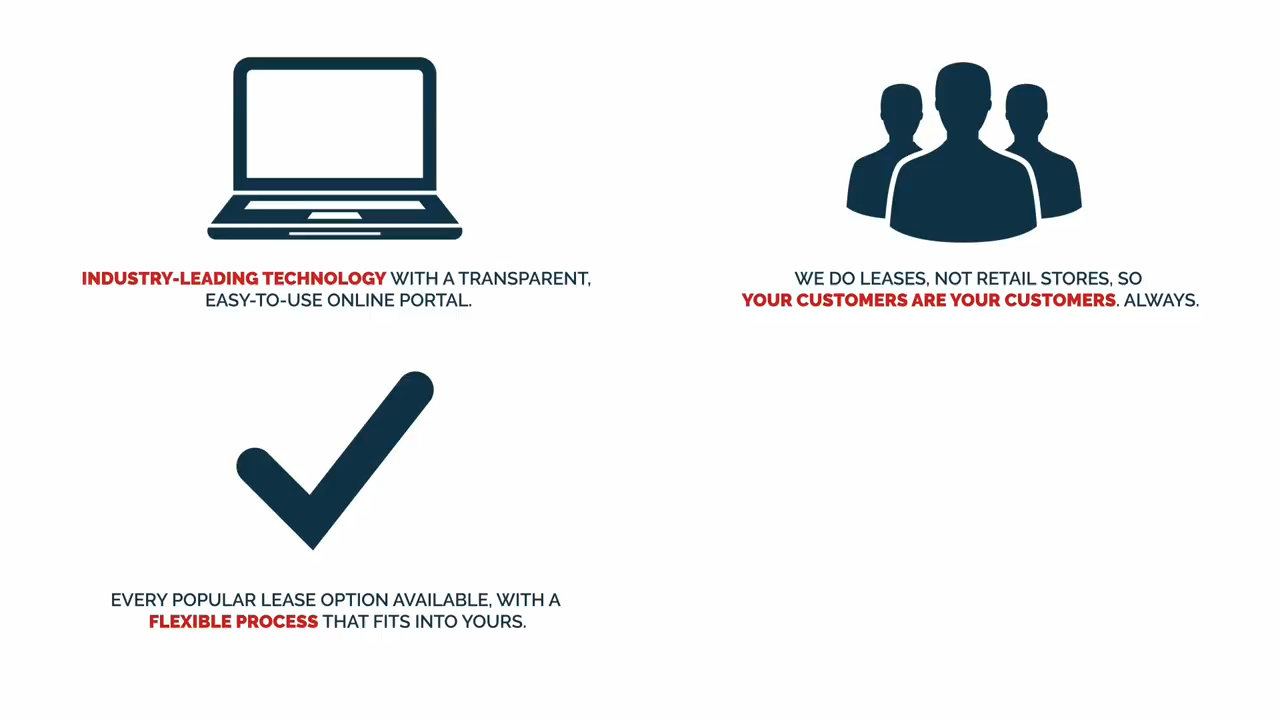 INDUSTRY-LEADING TECHNOLOGY WITH A TRANSPARENT,
EASY-TO-USE ONLINE PORTAL.
WE DO LEASES, NOT RETAIL STORES, SO
YOUR CUSTOMERS ARE YOUR CUSTOMERS. ALWAYS.
EVERY POPULAR LEASE OPTION AVAILABLE, WITH A
FLEXIBLE PROCESS THAT FITS INTO YOURS.